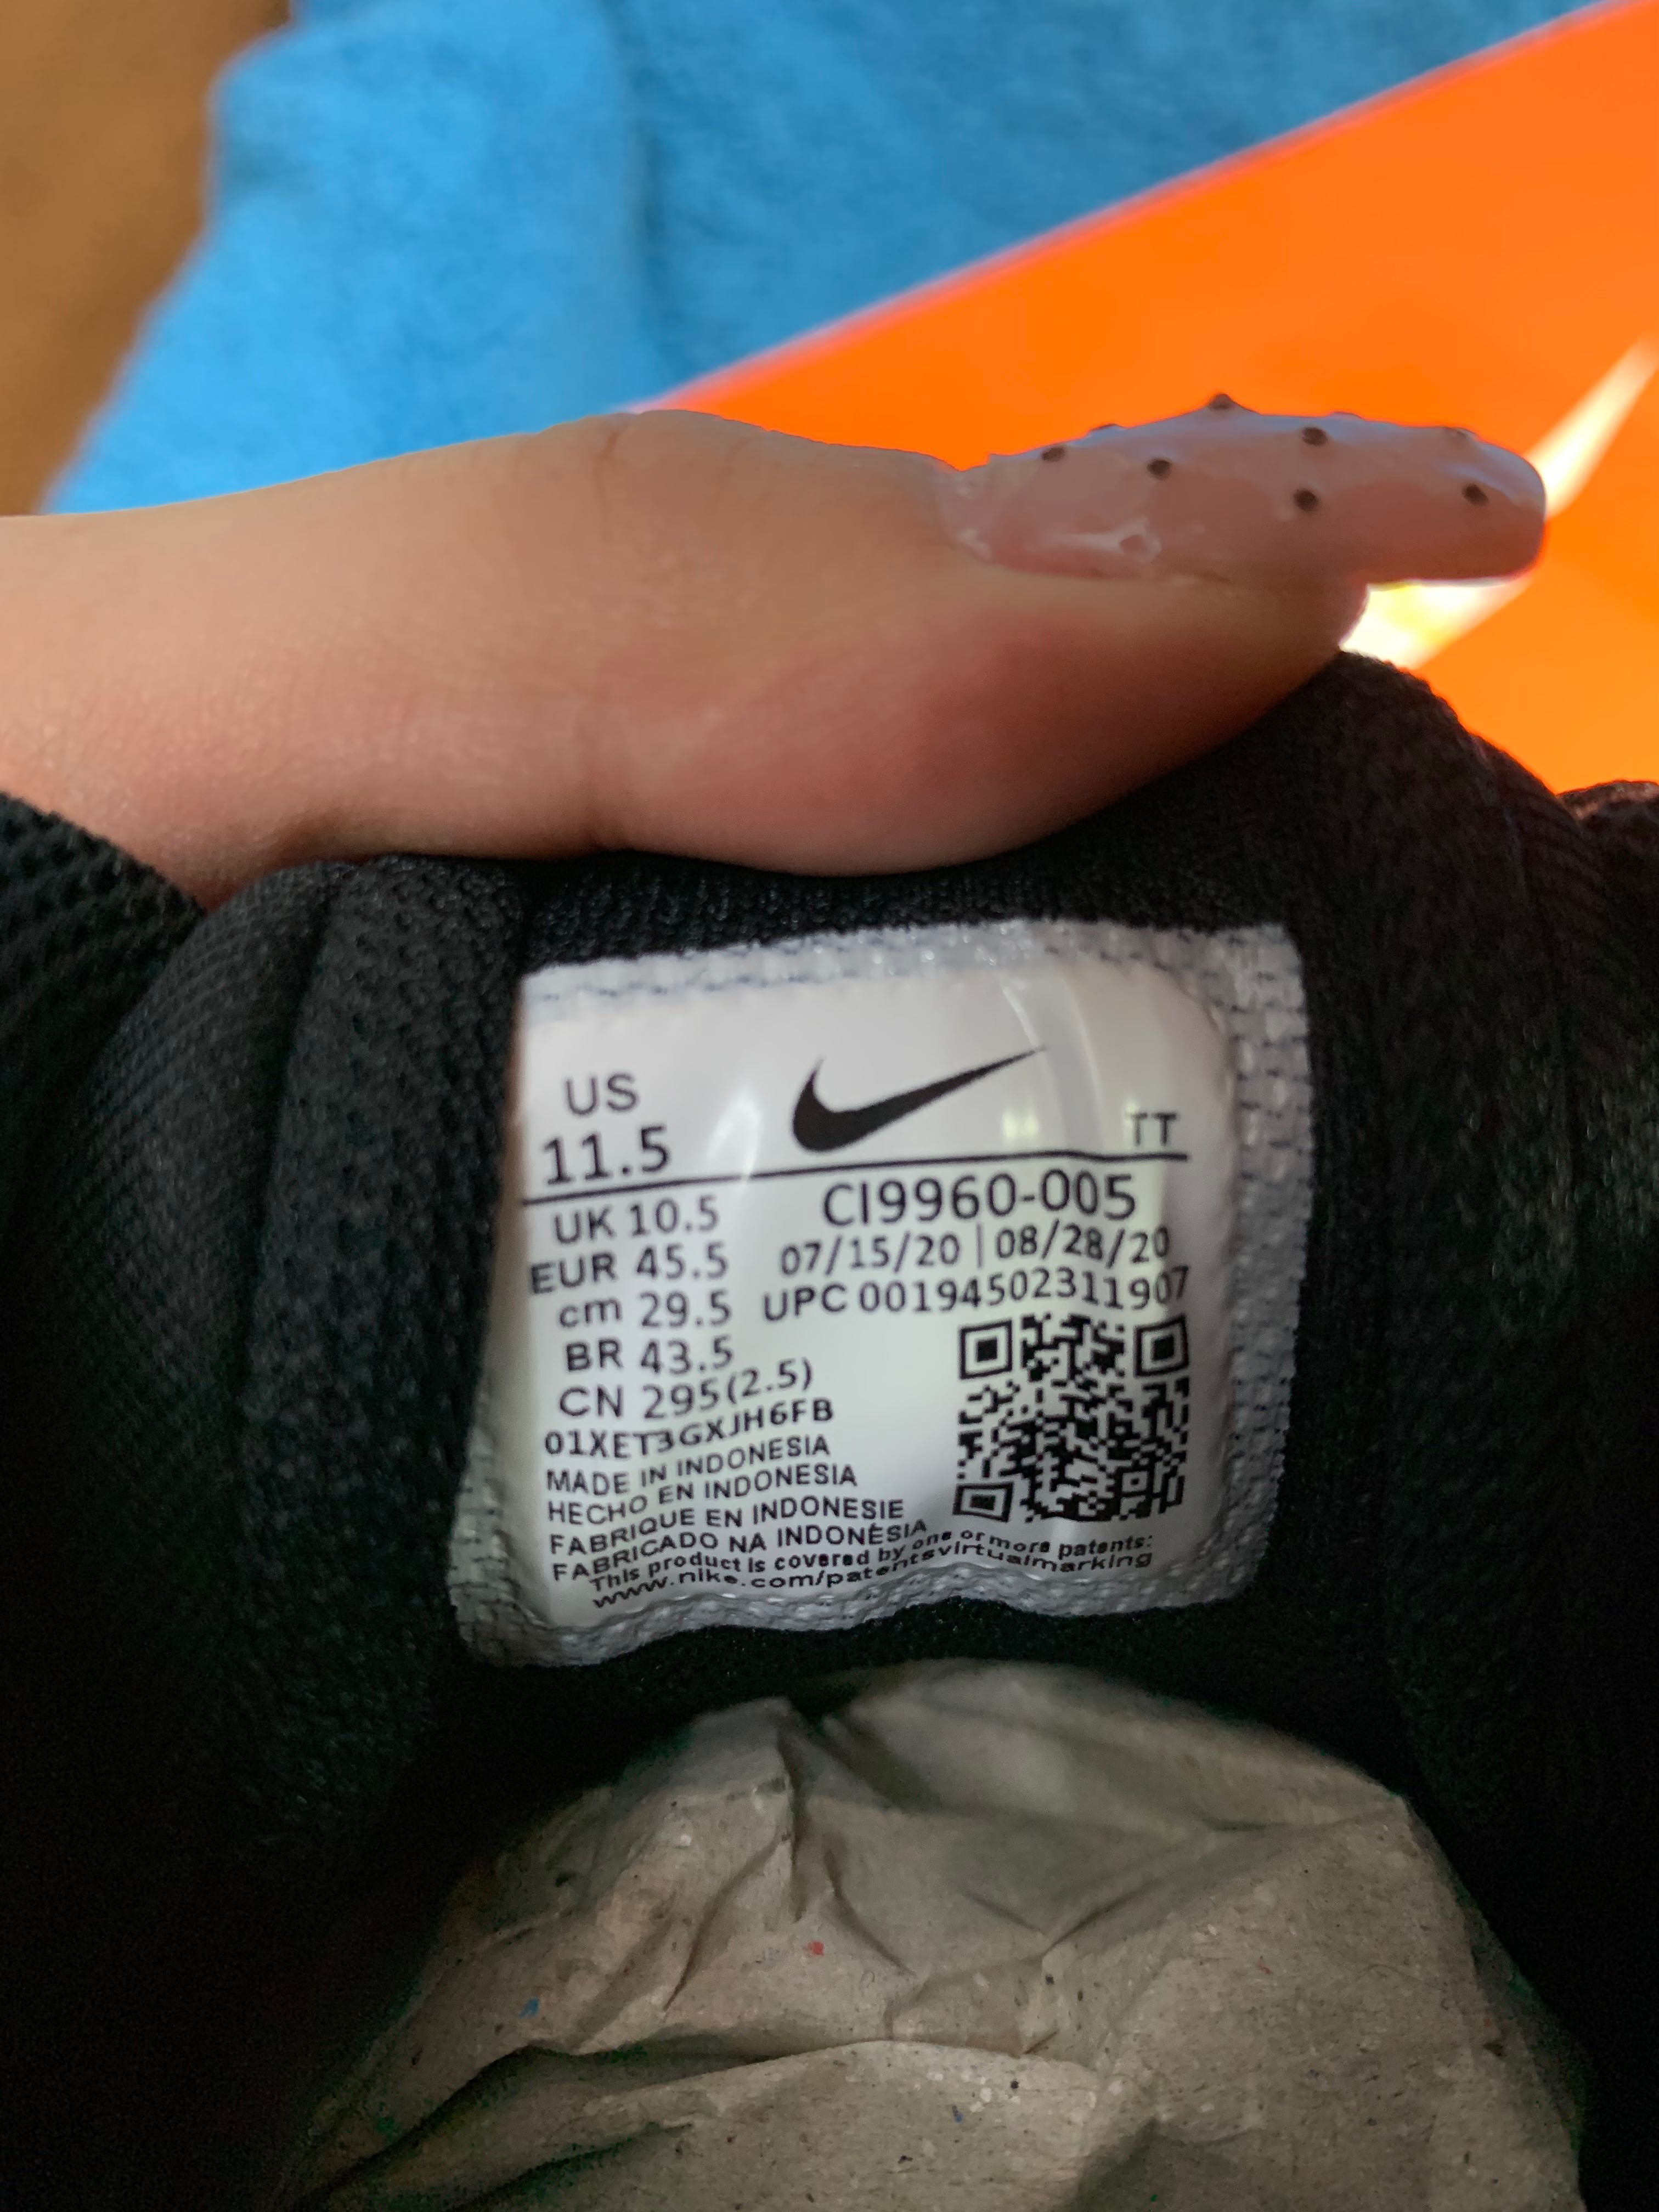 US
11.5
TT
UK 10.5
EUR 45.5
cm 29.5
BR 43.5
CN 295(2.5)
CI9960-005
07/15/20 | 08/28/20
UPC 00194502311907
01XET3GXJH6FB
MADE IN INDONESIA
HECHO EN INDONESIA
FABRIQUE EN INDONESIE
FABRICADO NA INDONÉSIA
This product is covered by one or more patents:
www.nike.com/patentsvirtualmarking